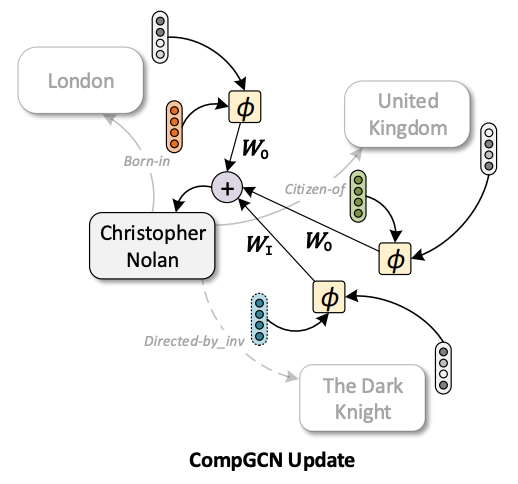 London
United
Kingdom
ϕ
Born-in
W_O
Citizen-of
+
Christopher
Nolan
W_I
W_O
ϕ
ϕ
Directed-by_inv
The Dark
Knight
CompGCN Update